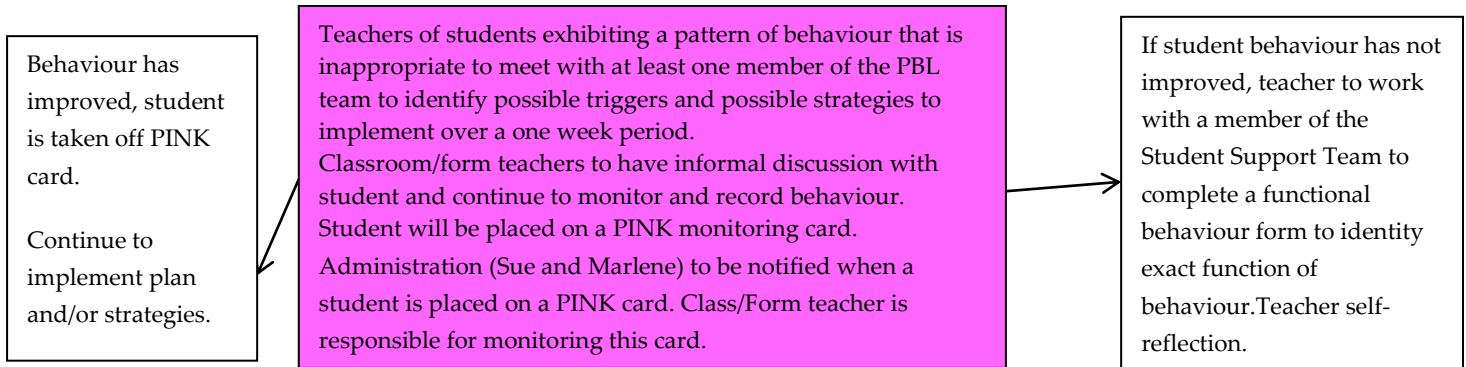 Behaviour has
improved, student
is taken off PINK
card.
Continue to
implement plan
and/or strategies.
Teachers of students exhibiting a pattern of behaviour that is
inappropriate to meet with at least one member of the PBL
team to identify possible triggers and possible strategies to
implement over a one week period.
Classroom/form teachers to have informal discussion with
student and continue to monitor and record behaviour.
Student will be placed on a PINK monitoring card.
Administration (Sue and Marlene) to be notified when a
student is placed on a PINK card. Class/Form teacher is
responsible for monitoring this card.
If student behaviour has not
improved, teacher to work
with a member of the
Student Support Team to
complete a functional
behaviour form to identity
exact function of
behaviour.Teacher self-
reflection.